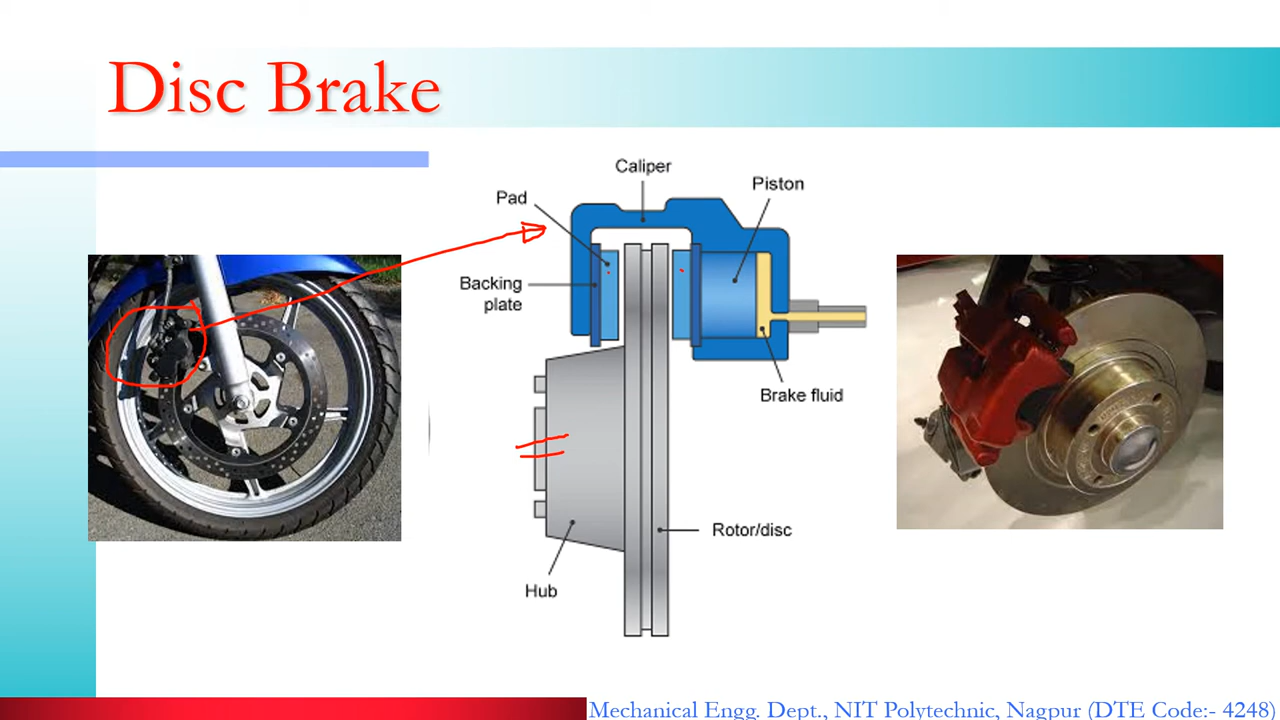 Disc Brake
Caliper
Piston
Pad
Backing
plate
Brake fluid
Rotor/disc
Hub
Mechanical Engg. Dept., NIT Polytechnic, Nagpur (DTE Code:- 4248)